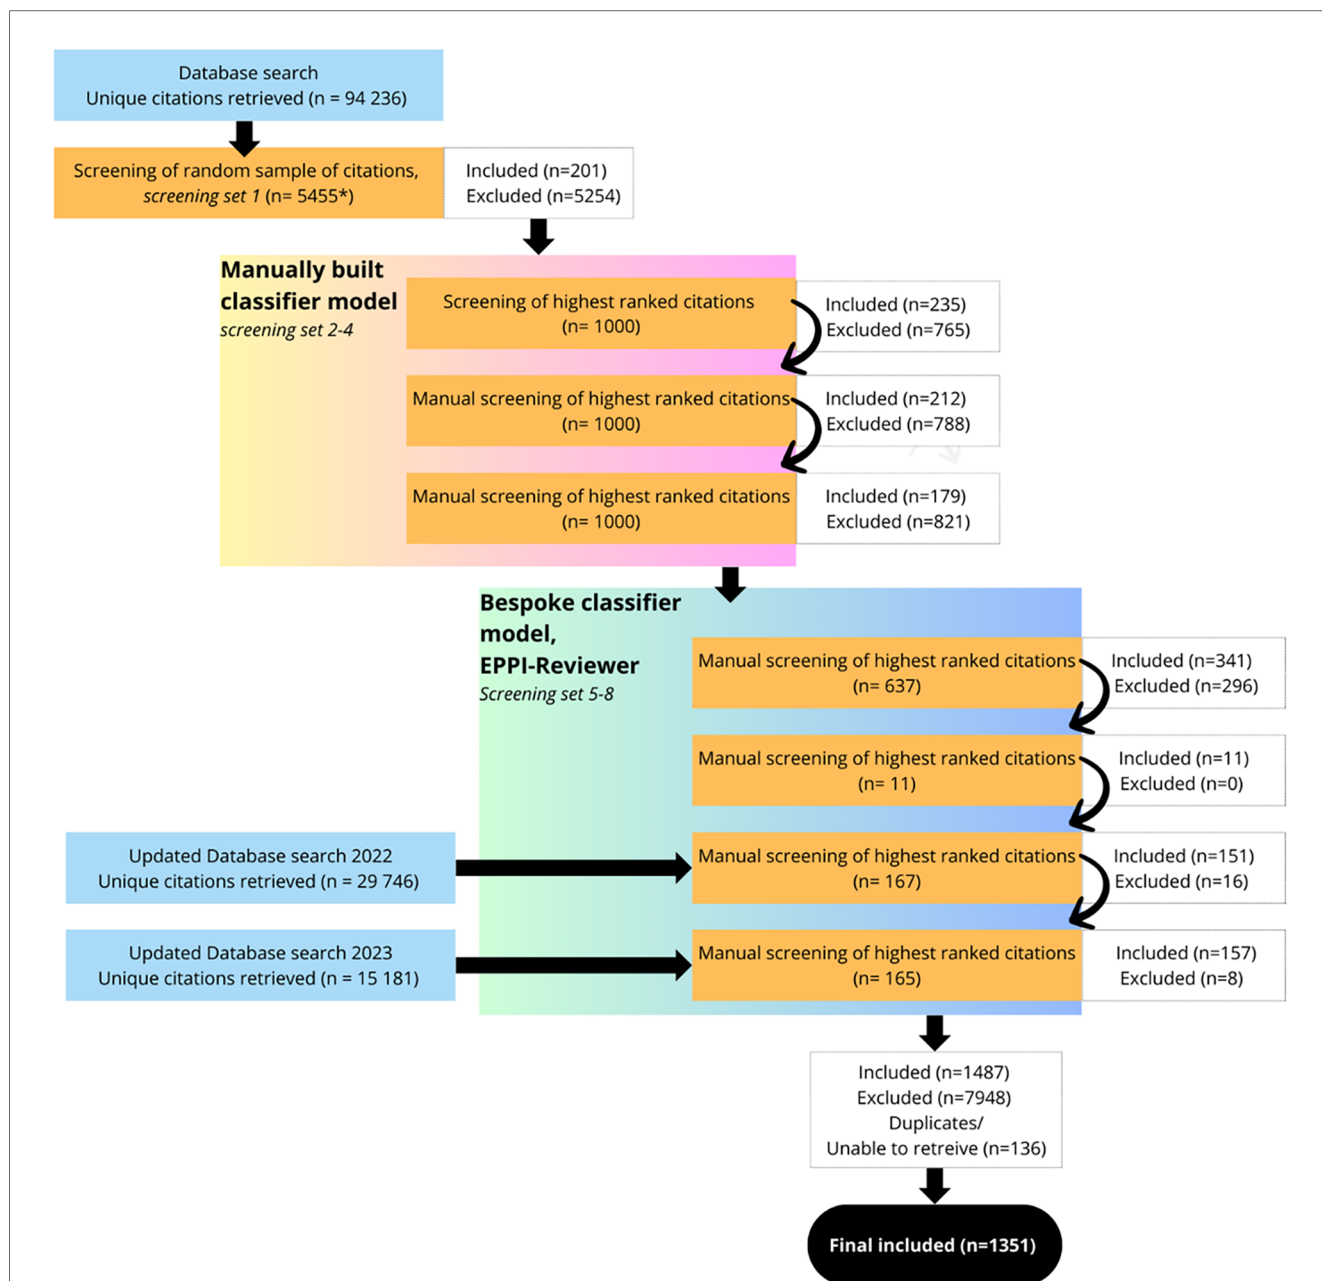 Database search
Unique citations retrieved (n = 94 236)
Screening of random sample of citations,
screening set 1 (n= 5455*)
Included (n=201)
Excluded (n=5254)
Manually built
classifier model
screening set 2-4
Screening of highest ranked citations
(n= 1000)
Included (n=235)
Excluded (n=765)
Manual screening of highest ranked citations
(n= 1000)
Included (n=212)
Excluded (n=788)
Manual screening of highest ranked citations
(n= 1000)
Included (n=179)
Excluded (n=821)
Bespoke classifier
model,
EPPI-Reviewer
Screening set 5-8
Manual screening of highest ranked citations
(n= 637)
Included (n=341)
Excluded (n=296)
Manual screening of highest ranked citations
(n= 11)
Included (n=11)
Excluded (n=0)
Updated Database search 2022
Unique citations retrieved (n = 29 746)
Manual screening of highest ranked citations
(n= 167)
Included (n=151)
Excluded (n=16)
Updated Database search 2023
Unique citations retrieved (n = 15 181)
Manual screening of highest ranked citations
(n= 165)
Included (n=157)
Excluded (n=8)
Included (n=1487)
Excluded (n=7948)
Duplicates/
Unable to retreive (n=136)
Final included (n=1351)